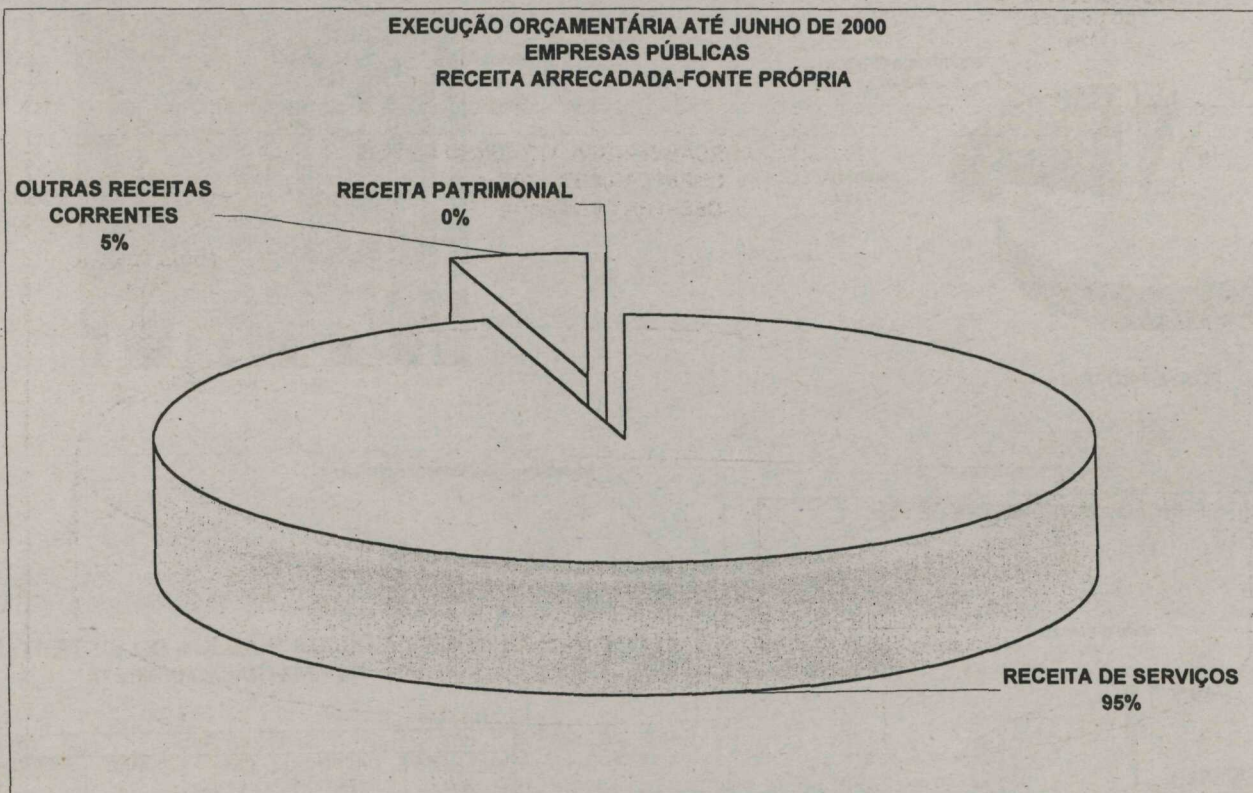 EXECUÇÃO ORÇAMENTÁRIA ATÉ JUNHO DE 2000
EMPRESAS PÚBLICAS
RECEITA ARRECADADA-FONTE PRÓPRIA
OUTRAS RECEITAS
CORRENTES
5%
RECEITA PATRIMONIAL
0%
RECEITA DE SERVIÇOS
95%